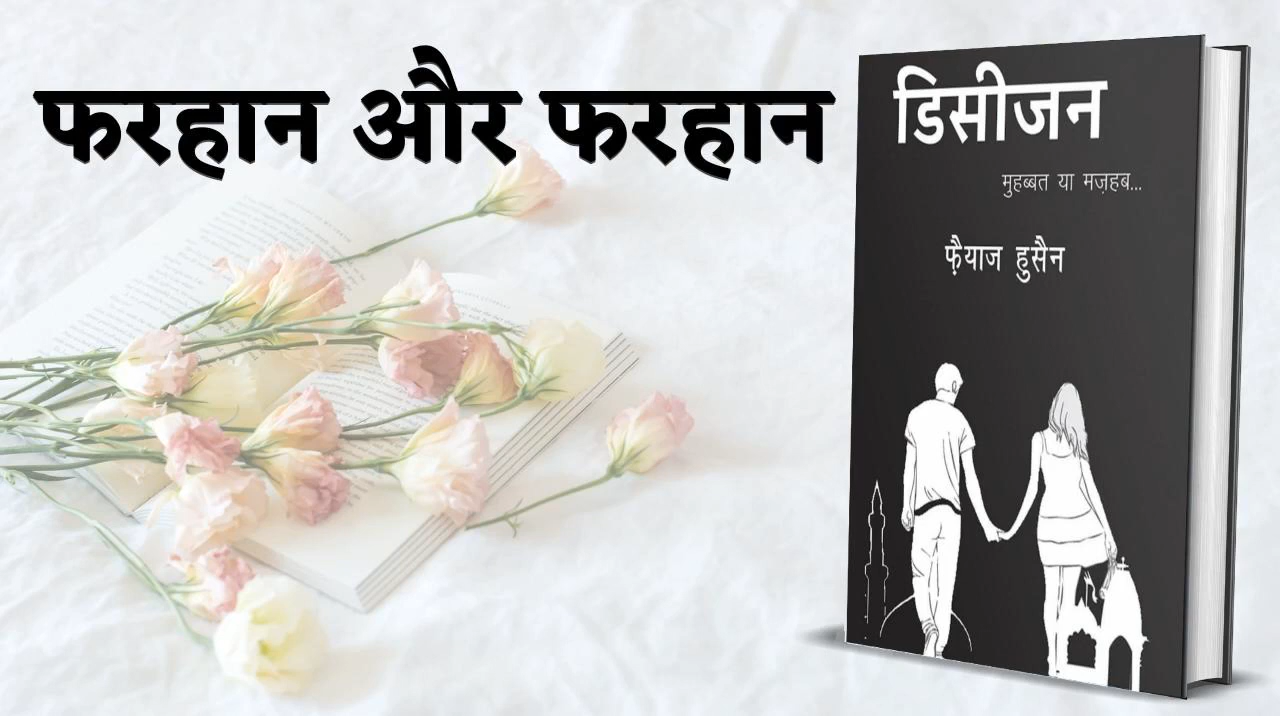 फरहान और फरहान
डिसीजन
मुहब्बत या मज़हब...
फ़ैयाज हुसैन